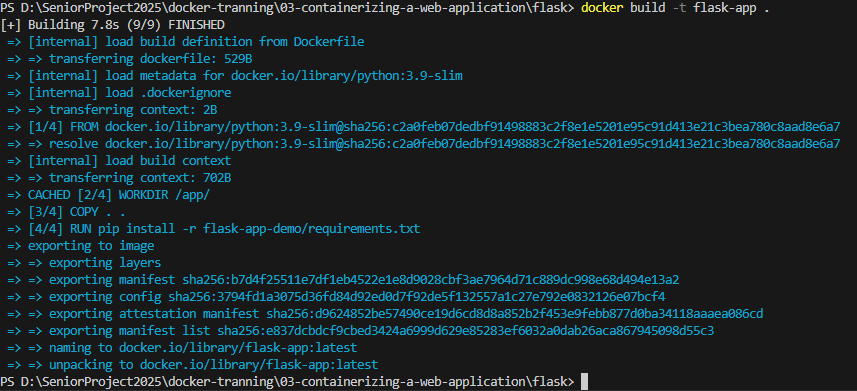 PS D:\SeniorProject2025\docker-tranning\03-containerizing-a-web-application\flask> docker build -t flask-app .
[+] Building 7.8s (9/9) FINISHED
=> [internal] load build definition from Dockerfile
=> => transferring dockerfile: 529B
=> [internal] load metadata for docker.io/library/python:3.9-slim
=> [internal] load .dockerignore
=> => transferring context: 2B
=> [1/4] FROM docker.io/library/python:3.9-slim@sha256:c2a0feb07dedbf91498883c2f8e1e5201e95c91d413e21c3bea780c8aad8e6a7
=> => resolve docker.io/library/python:3.9-slim@sha256:c2a0feb07dedbf91498883c2f8e1e5201e95c91d413e21c3bea780c8aad8e6a7
=> [internal] load build context
=> => transferring context: 702B
=> CACHED [2/4] WORKDIR /app/
=> [3/4] COPY . .
=> [4/4] RUN pip install -r flask-app-demo/requirements.txt
=> exporting to image
=> => exporting layers
=> => exporting manifest sha256:b7d4f25511e7df1eb4522e1e8d9028cbf3ae7964d71c889dc998e68d494e13a2
=> => exporting config sha256:3794fd1a3075d36fd84d92ed0d7f92de5f132557a1c27e792e0832126e07bcf4
=> => exporting attestation manifest sha256:d9624852be57490ce19d6cd8d8a852b2f453e9febb877d0ba34118aaaea086cd
=> => exporting manifest list sha256:e837dcbdcf9cbed3424a6999d629e85283ef6032a0dab26aca867945098d55c3
=> => naming to docker.io/library/flask-app:latest
=> => unpacking to docker.io/library/flask-app:latest
PS D:\SeniorProject2025\docker-tranning\03-containerizing-a-web-application\flask>